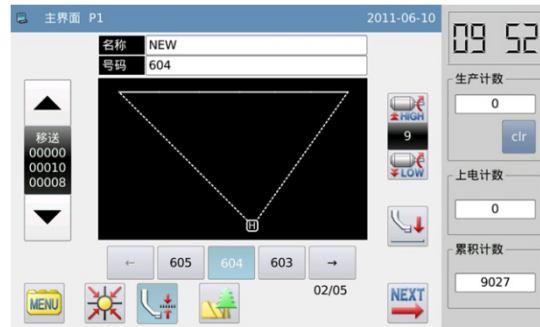 主界面 P1
2011-06-10
09 52
名称 NEW
号码 604
移送
00000
00010
00008
HIGH
9
LOW
H
生产计数
0
clr
上电计数
0
累积计数
9027
← 605 604 603 →
02/05
MENU
NEXT